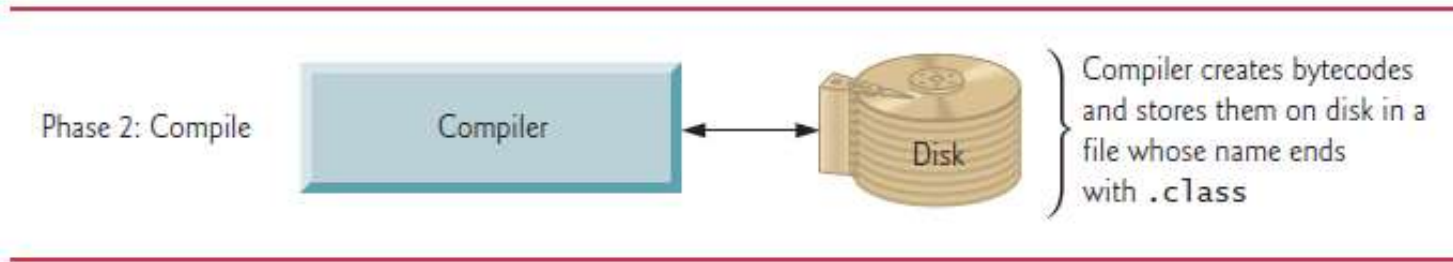 Phase 2: Compile
Compiler
Disk
Compiler creates bytecodes
and stores them on disk in a
file whose name ends
with .class